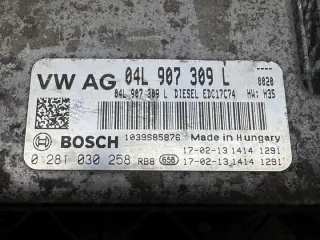 VW AG 04L 907 309 L
04L 907 309 L DIESEL EDC17C74 HW: H35
0020
BOSCH
1039S85876 Made in Hungary
0 281 030 258 RB8 658 17-02-13 1414 1291
17-02-13 1414 1291